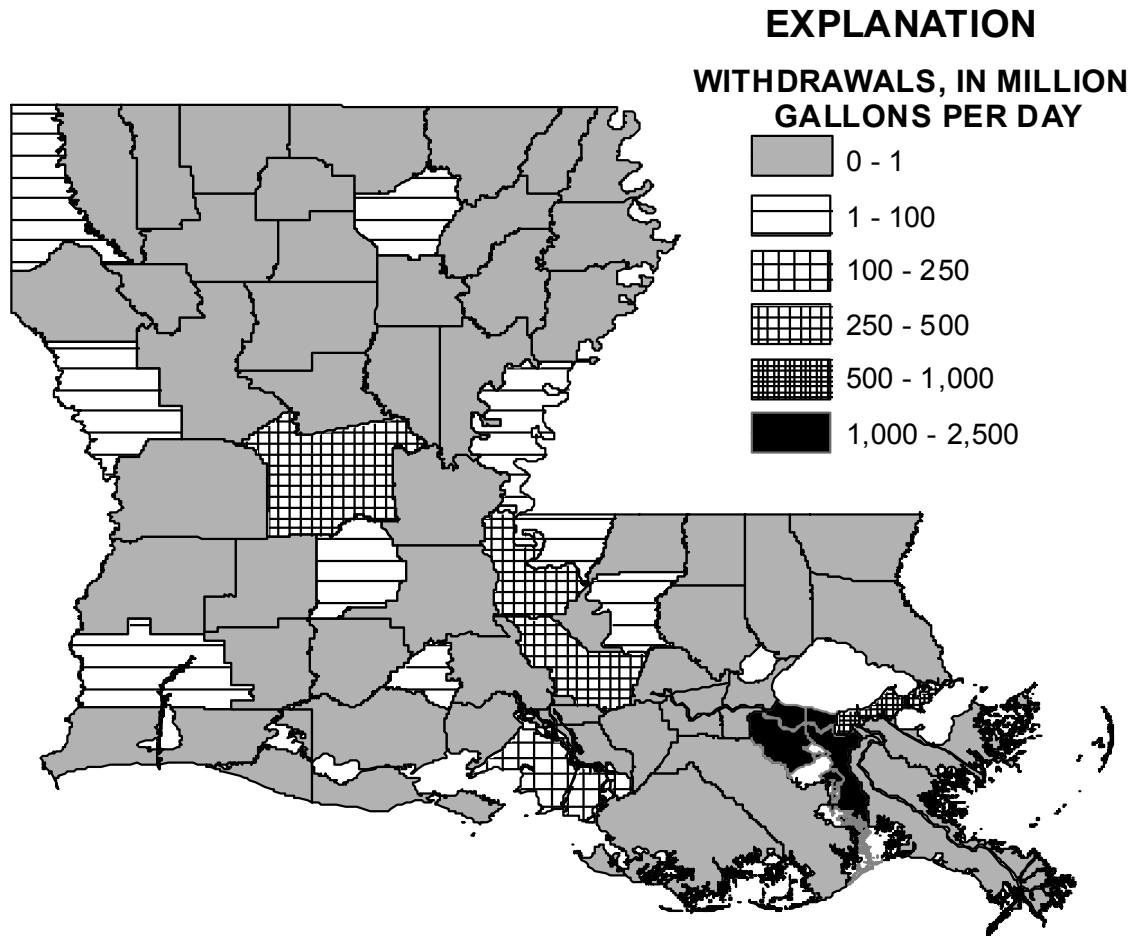 EXPLANATION
WITHDRAWALS, IN MILLION
GALLONS PER DAY
0 - 1
1 - 100
100 - 250
250 - 500
500 - 1,000
1,000 - 2,500